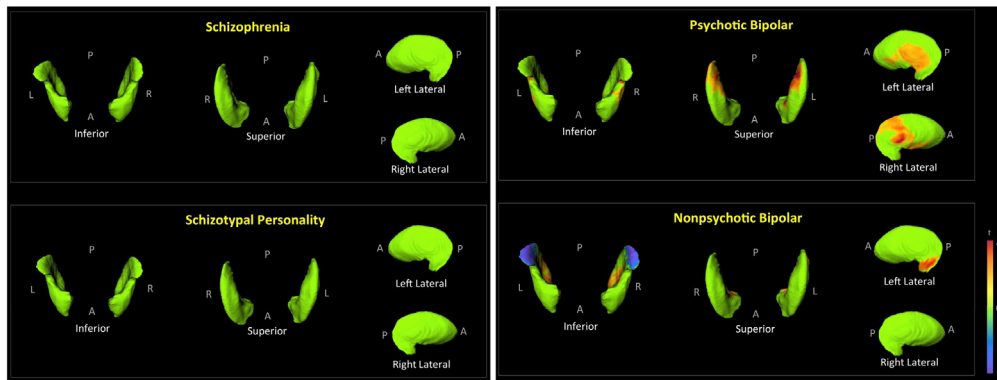 Schizophrenia
P
L
R
A
Inferior
P
R
L
A
Superior
A
P
Left Lateral
P
A
Right Lateral
Psychotic Bipolar
P
L
R
A
Inferior
P
R
L
A
Superior
A
P
Left Lateral
P
A
Right Lateral
Schizotypal Personality
P
L
R
A
Inferior
P
R
L
A
Superior
A
P
Left Lateral
P
A
Right Lateral
Nonpsychotic Bipolar
P
L
R
A
Inferior
P
R
L
A
Superior
A
P
Left Lateral
P
A
Right Lateral